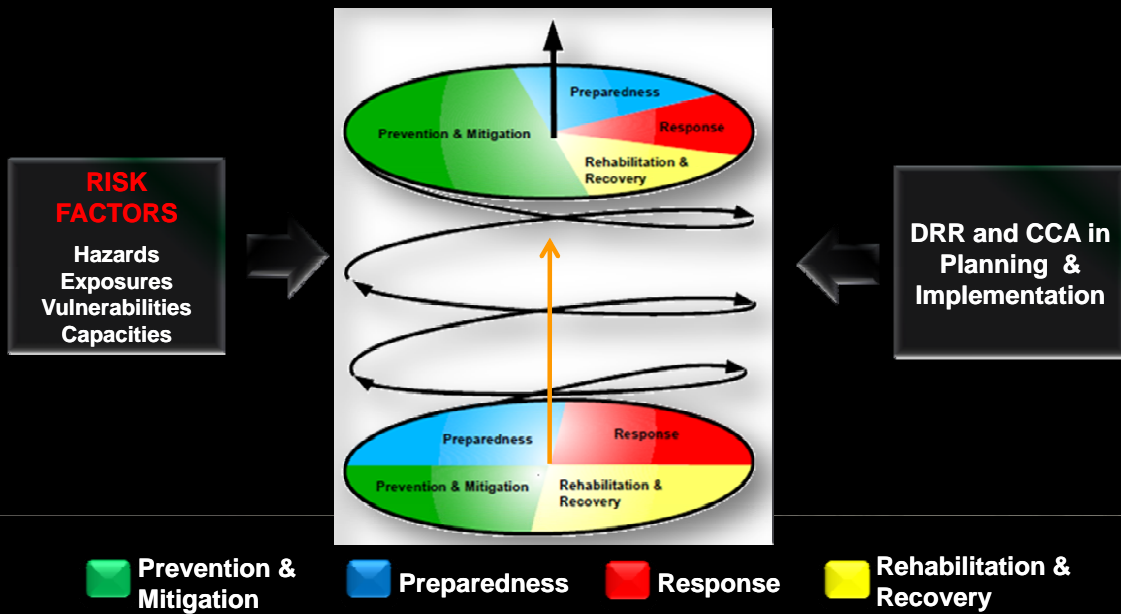 RISK
FACTORS
Hazards
Exposures
Vulnerabilities
Capacities
Preparedness
Prevention & Mitigation
Response
Rehabilitation &
Recovery
Preparedness
Response
Prevention & Mitigation
Rehabilitation &
Recovery
DRR and CCA in
Planning &
Implementation
Prevention &
Mitigation
Preparedness
Response
Rehabilitation &
Recovery